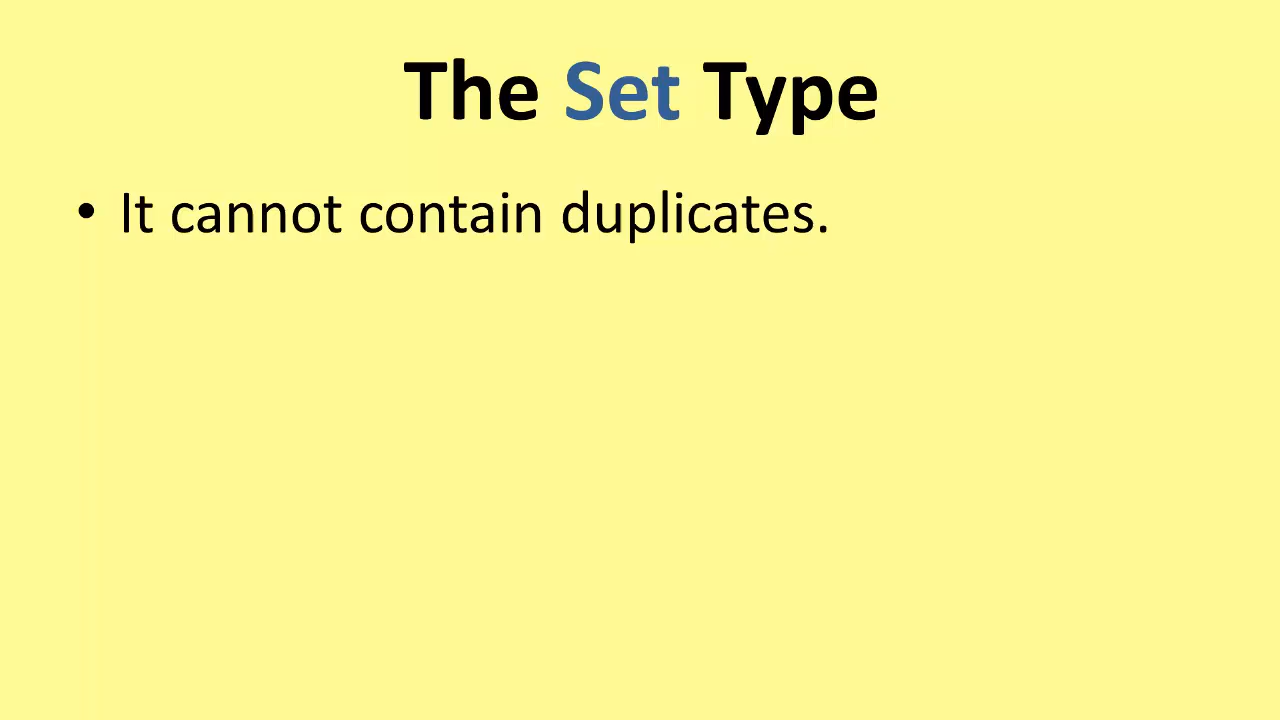 The Set Type
• It cannot contain duplicates.